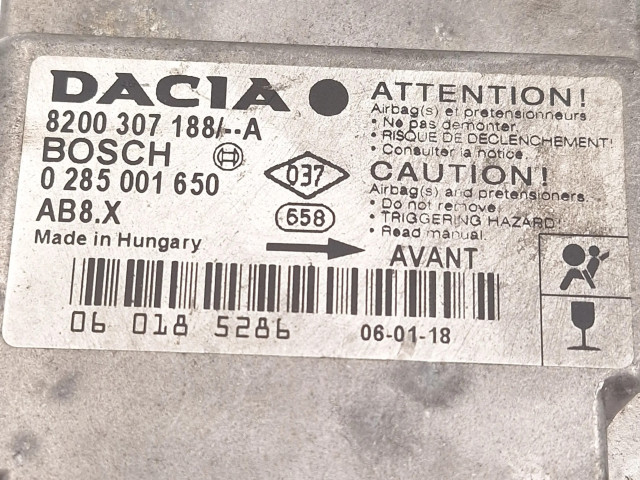 DACIA
8200 307 188/--A
BOSCH
0 285 001 650
AB8.X
Made in Hungary
037
658
ATTENTION!
Airbag(s) et pretensionneurs
• Ne pas demonter.
• RISQUE DE DECLENCHEMENT!
• Consulter la notice.
CAUTION!
Airbag(s) and pretensioners.
• Do not remove.
• TRIGGERING HAZARD!
• Read manual.
AVANT
06 018 5286
06-01-18